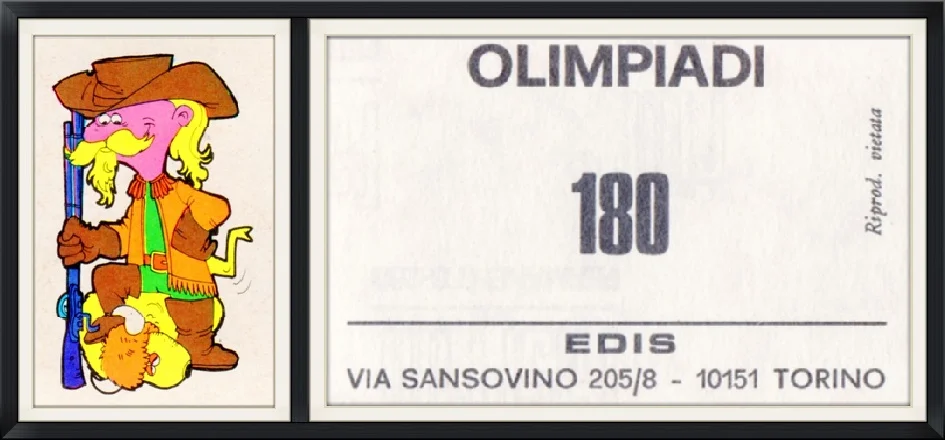 OLIMPIADI
180
Riprod. vietata
EDIS
VIA SANSOVINO 205/8 - 10151 TORINO